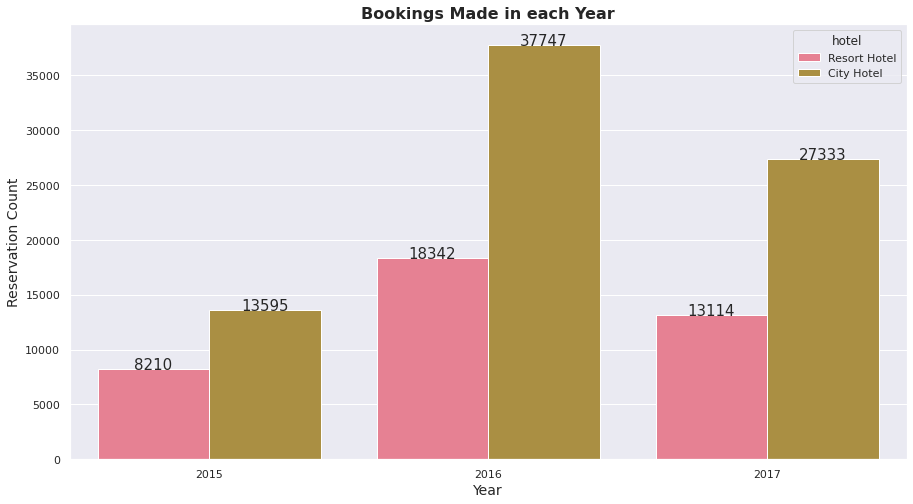 Bookings Made in each Year
hotel
Resort Hotel
City Hotel
Reservation Count
35000
30000
25000
20000
15000
10000
5000
0
8210
13595
18342
37747
13114
27333
2015
2016
2017
Year